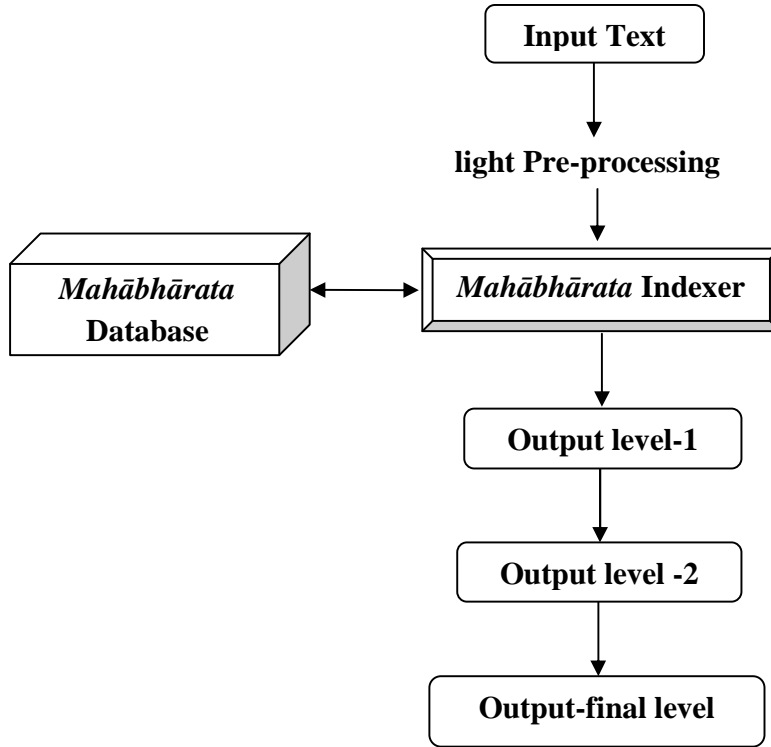 Input Text
light Pre-processing
Mahābhārata
Database
Mahābhārata Indexer
Output level-1
Output level -2
Output-final level